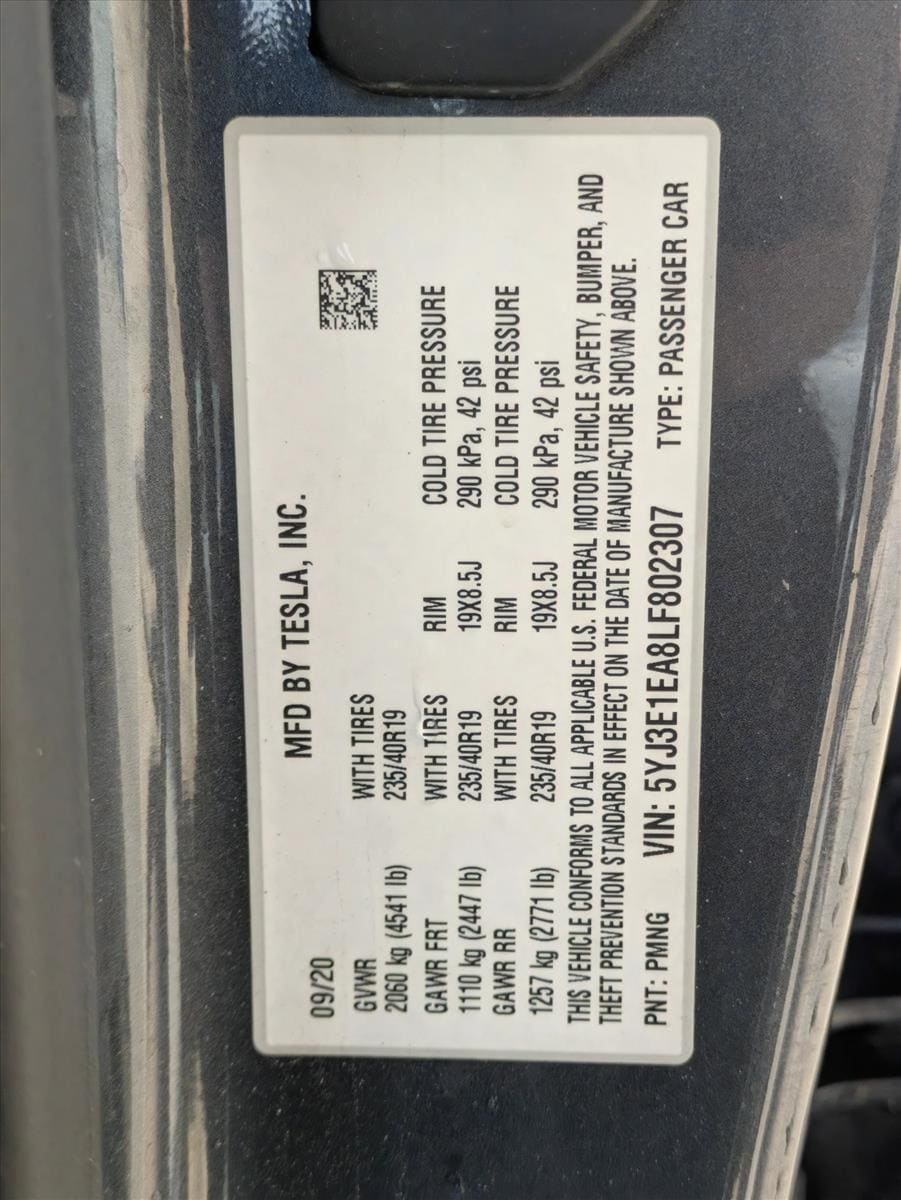 MFD BY TESLA, INC.
09/20
GVWR WITH TIRES
2060 kg (4541 lb) 235/40R19
GAWR FRT WITH TIRES RIM COLD TIRE PRESSURE
1110 kg (2447 lb) 235/40R19 19X8.5J 290 kPa, 42 psi
GAWR RR WITH TIRES RIM COLD TIRE PRESSURE
1257 kg (2771 lb) 235/40R19 19X8.5J 290 kPa, 42 psi
THIS VEHICLE CONFORMS TO ALL APPLICABLE U.S. FEDERAL MOTOR VEHICLE SAFETY, BUMPER, AND
THEFT PREVENTION STANDARDS IN EFFECT ON THE DATE OF MANUFACTURE SHOWN ABOVE.
PNT: PMNG VIN: 5YJ3E1EA8LF802307 TYPE: PASSENGER CAR